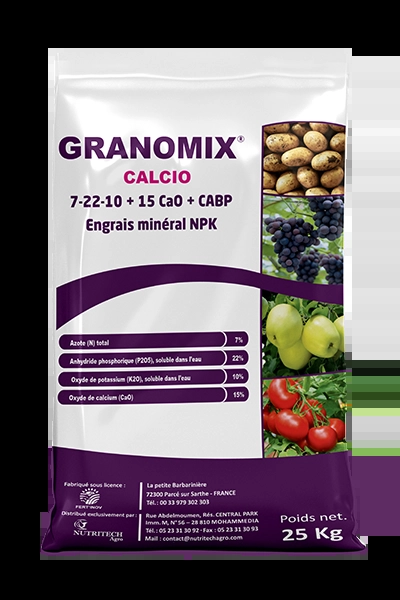 GRANOMIX®
CALCIO
7-22-10 + 15 CaO + CABP
Engrais minéral NPK
Azote (N) total 7%
Anhydride phosphorique (P2O5), soluble dans l'eau 22%
Oxyde de potassium (K2O), soluble dans l'eau 10%
Oxyde de calcium (CaO) 15%
Fabriqué sous licence :
FERT'INOV
La petite Barbarinière
72300 Parcé sur Sarthe - FRANCE
Tél. : 00 33 979 302 303
Distribué exclusivement par :
NUTRITECH
Agro
Rue Abdelmoumen, Rés. CENTRAL PARK
Imm. M, N°56 – 28 810 MOHAMMEDIA
Tél. : 05 23 31 30 92 - Fax : 05 23 31 30 93
Mail : contact@nutritechagro.com
Poids net.
25 Kg